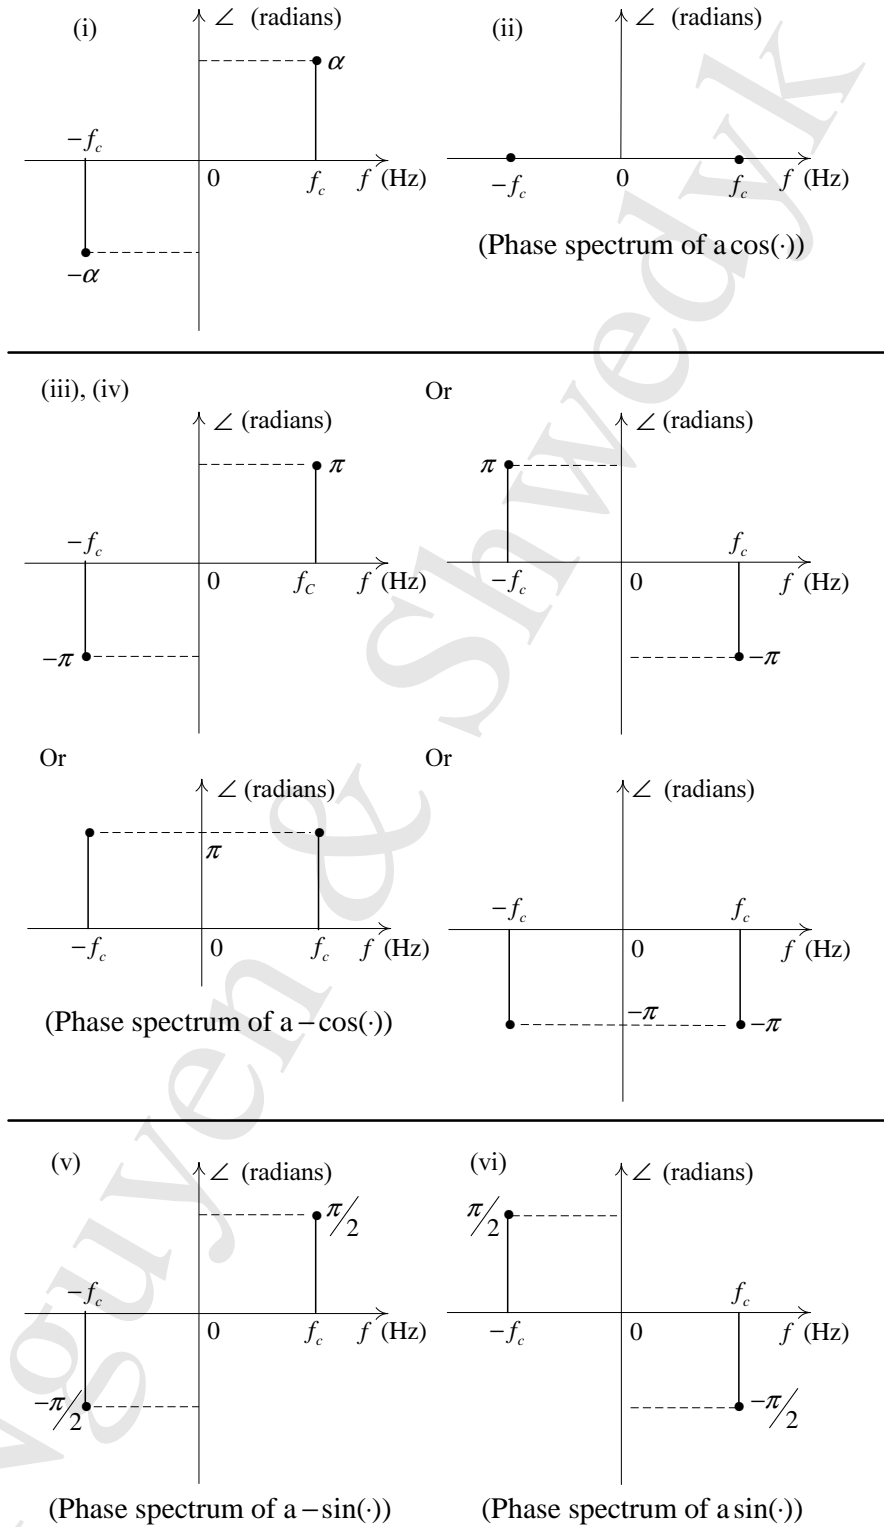 (i)
∠ (radians)
α
−f_c
0
f_c
f (Hz)
−α
(ii)
∠ (radians)
−f_c
0
f_c
f (Hz)
(Phase spectrum of a cos(·))
(iii), (iv)
∠ (radians)
π
−f_c
0
f_C
f (Hz)
−π
Or
∠ (radians)
π
f_c
−f_c
0
f (Hz)
−π
Or
∠ (radians)
π
−f_c
0
f_c
f (Hz)
(Phase spectrum of a −cos(·))
Or
∠ (radians)
−f_c
f_c
0
f (Hz)
−π
−π
(v)
∠ (radians)
π/2
−f_c
0
f_c
f (Hz)
−π/2
(Phase spectrum of a −sin(·))
(vi)
∠ (radians)
π/2
f_c
−f_c
0
f (Hz)
−π/2
(Phase spectrum of a sin(·))
Nguyen & Shwedyk